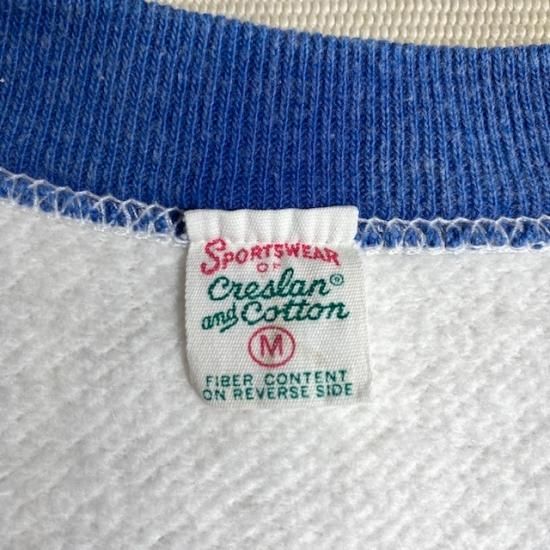 SPORTSWEAR
OF
Creslan®
and Cotton
M
FIBER CONTENT
ON REVERSE SIDE